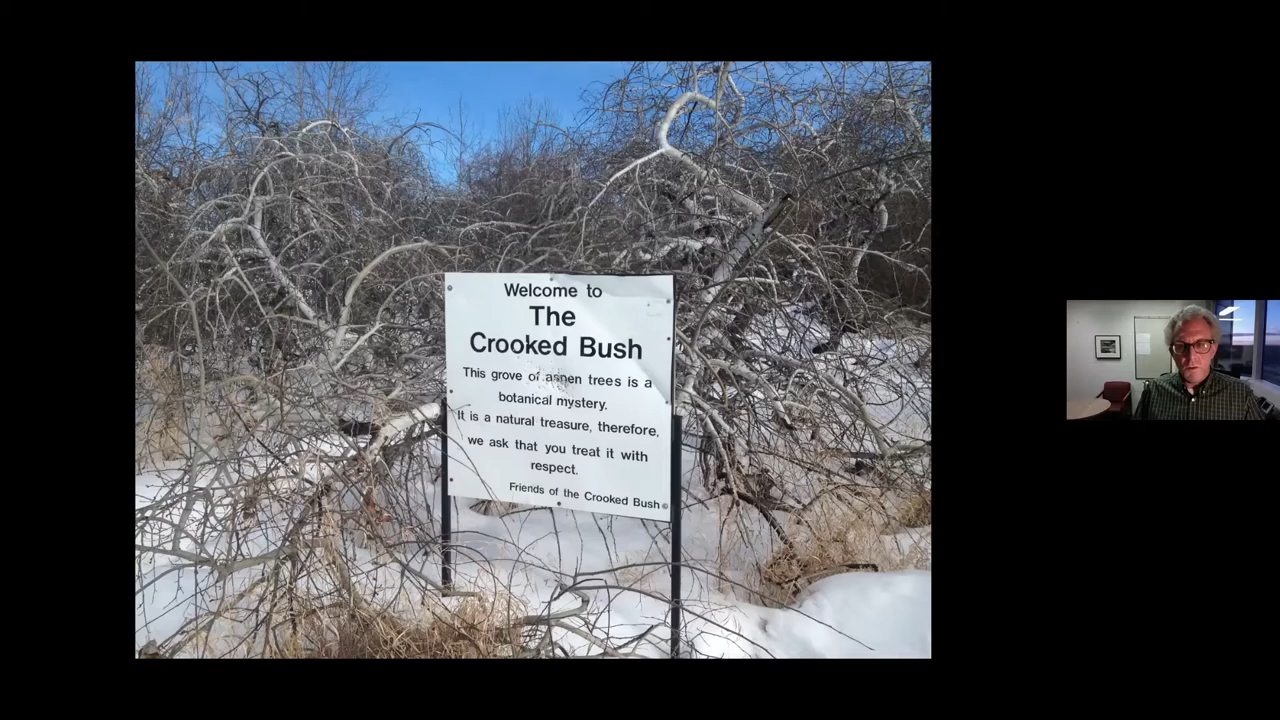 Welcome to
The
Crooked Bush
This grove of aspen trees is a
botanical mystery.
It is a natural treasure, therefore,
we ask that you treat it with
respect.
Friends of the Crooked Bush